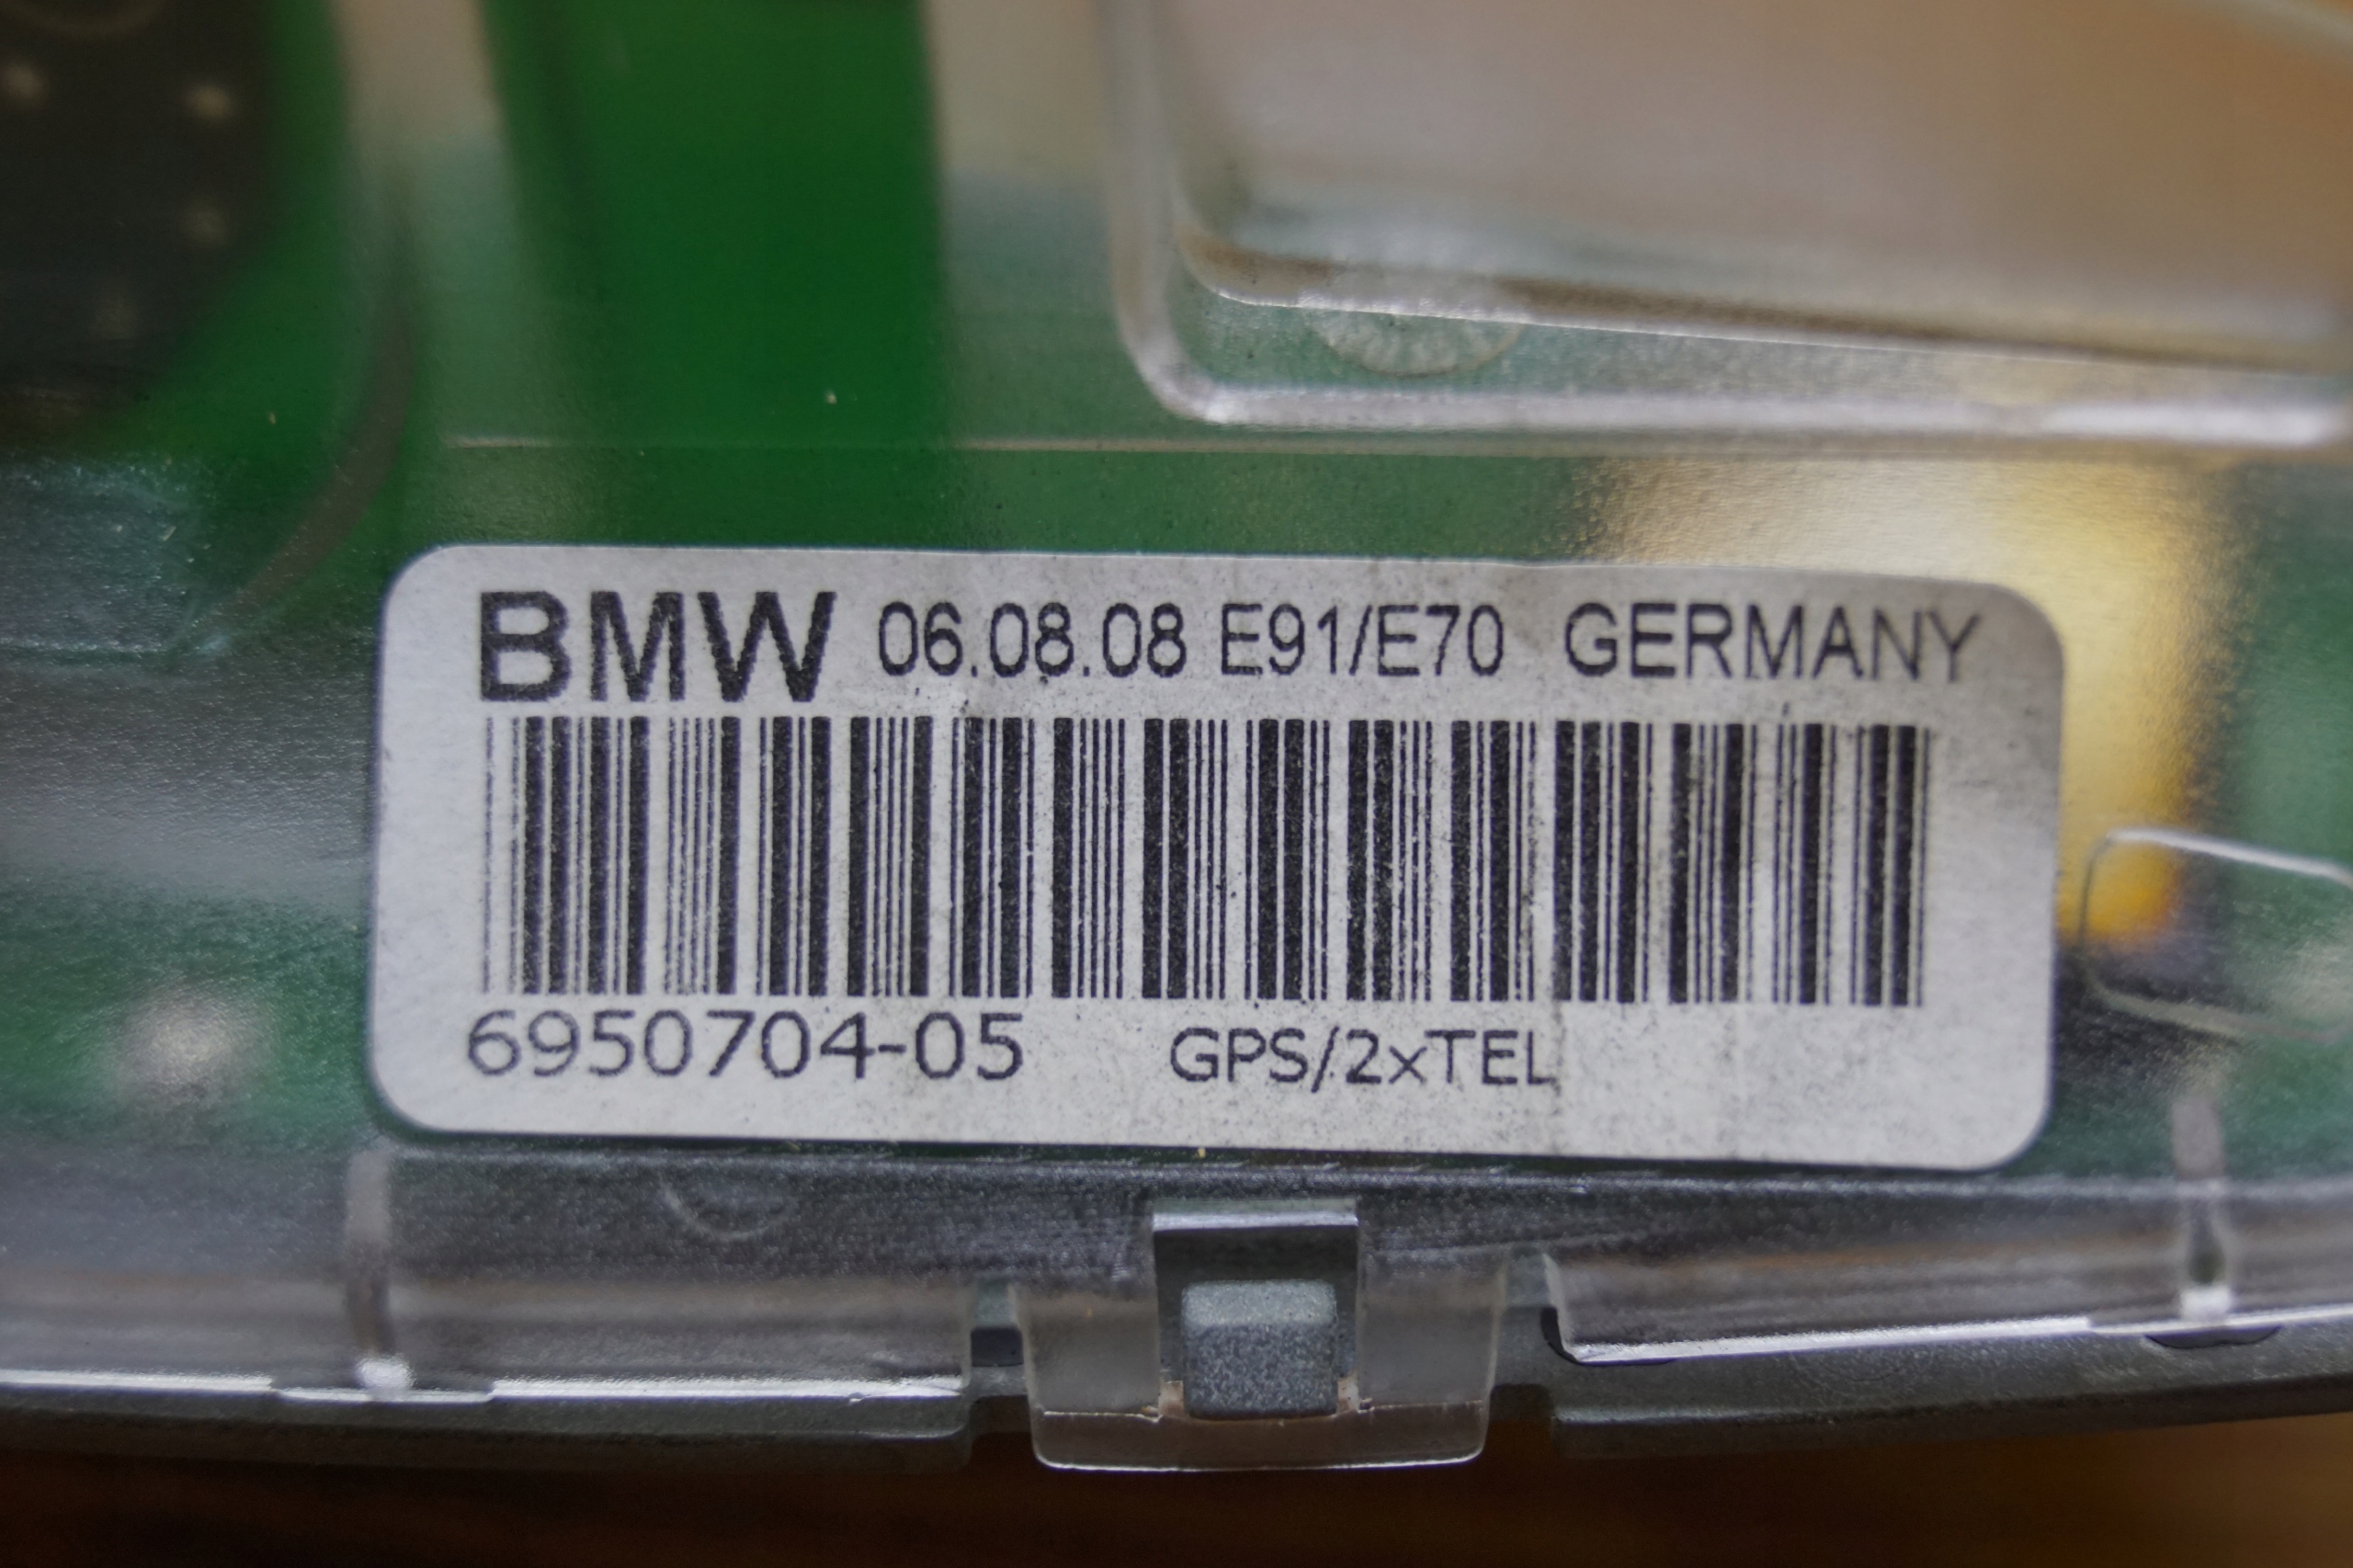 BMW 06.08.08 E91/E70 GERMANY
6950704-05 GPS/2xTEL